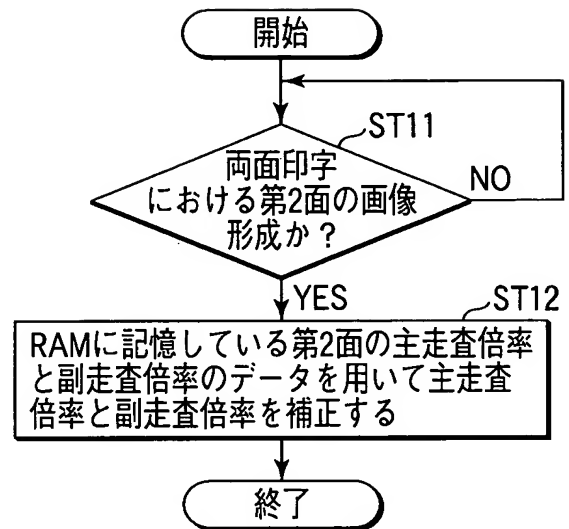 開始
ST11
両面印字
における第2面の画像
形成か？
NO
YES
ST12
RAMに記憶している第2面の主走査倍率
と副走査倍率のデータを用いて主走査
倍率と副走査倍率を補正する
終了